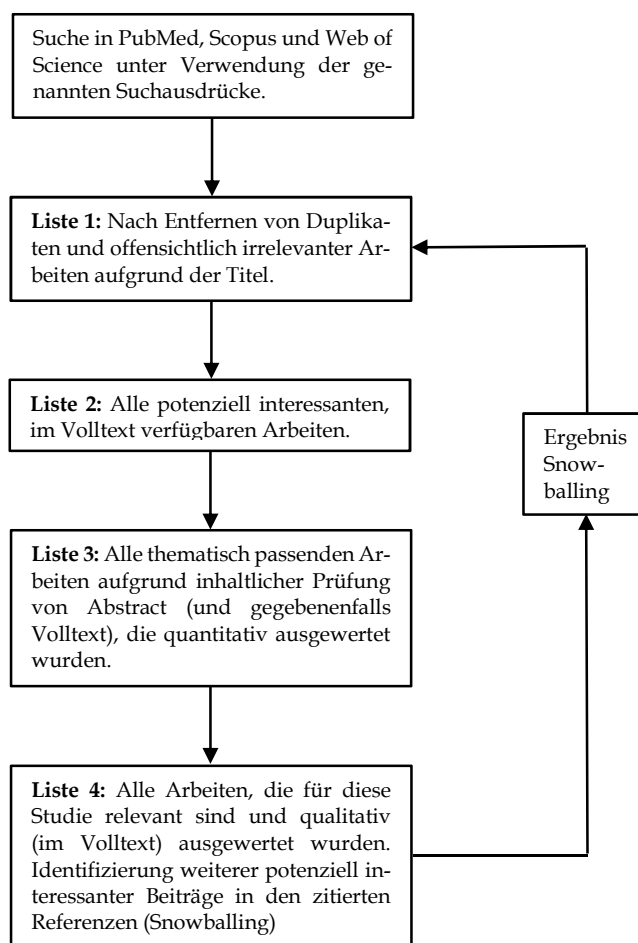 Suche in PubMed, Scopus und Web of
Science unter Verwendung der ge-
nannten Suchausdrücke.
Liste 1: Nach Entfernen von Duplika-
ten und offensichtlich irrelevanter Ar-
beiten aufgrund der Titel.
Liste 2: Alle potenziell interessanten,
im Volltext verfügbaren Arbeiten.
Ergebnis
Snow-
balling
Liste 3: Alle thematisch passenden Ar-
beiten aufgrund inhaltlicher Prüfung
von Abstract (und gegebenenfalls
Volltext), die quantitativ ausgewertet
wurden.
Liste 4: Alle Arbeiten, die für diese
Studie relevant sind und qualitativ
(im Volltext) ausgewertet wurden.
Identifizierung weiterer potenziell in-
teressanter Beiträge in den zitierten
Referenzen (Snowballing)